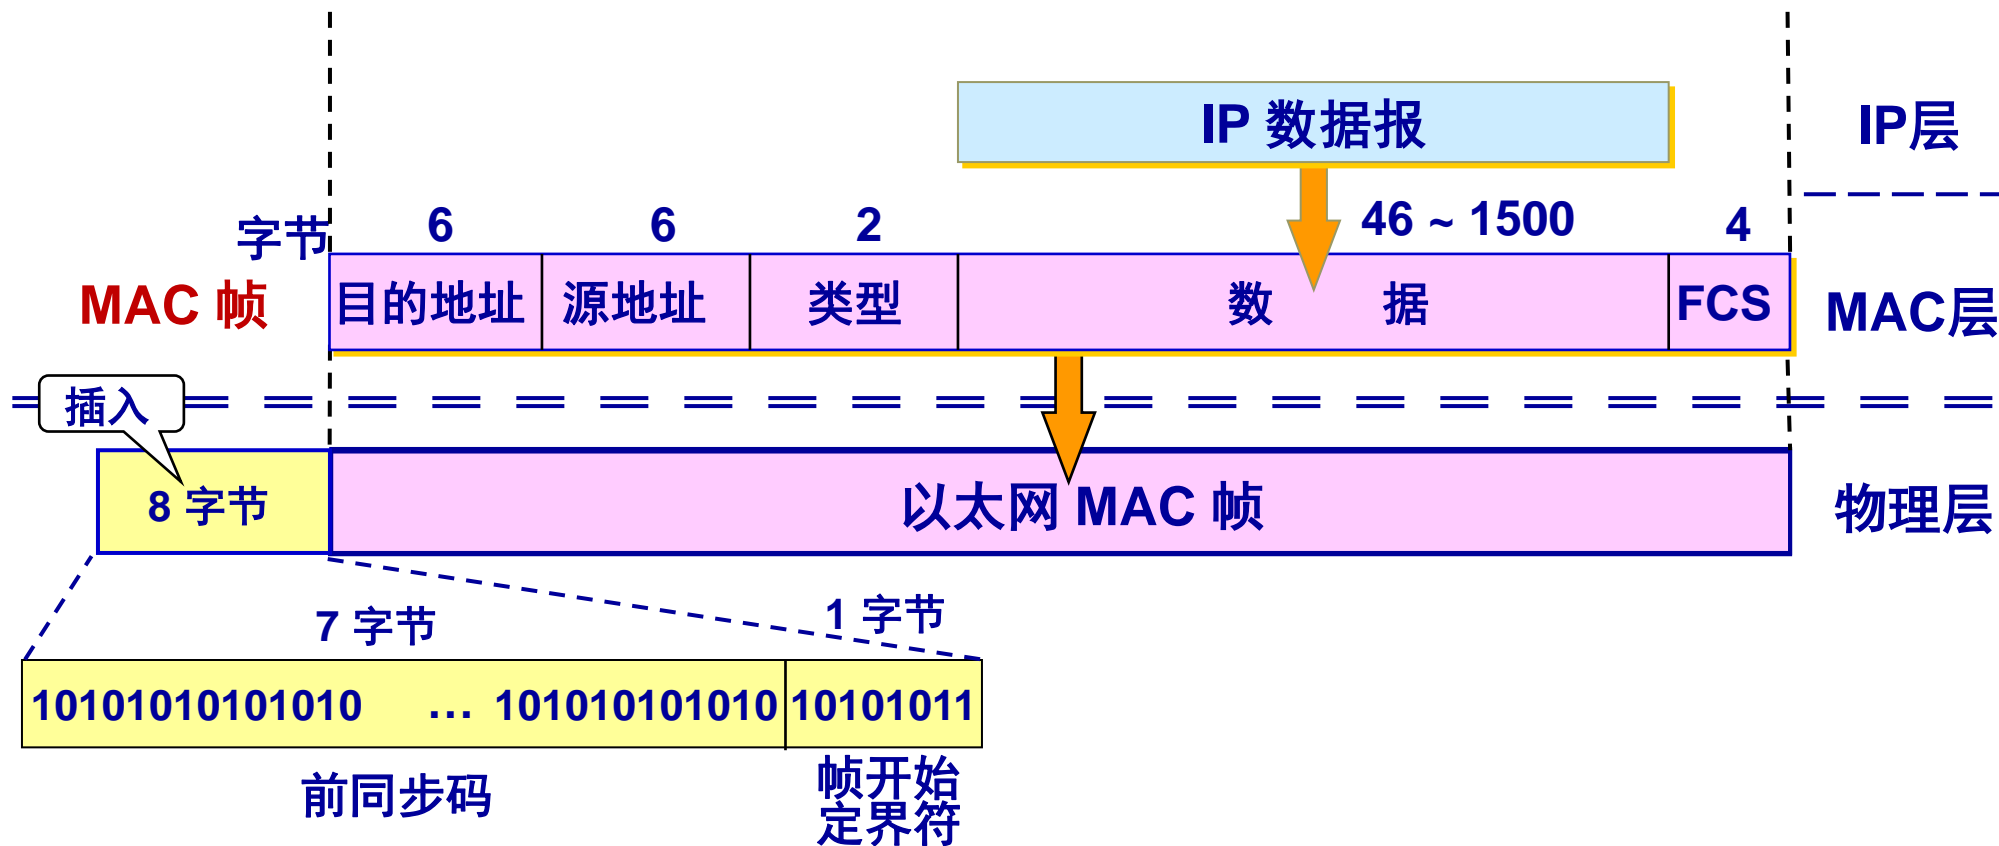 IP 数据报
IP层
字节 6 6 2 46 ~ 1500 4
MAC 帧 目的地址 源地址 类型 数 据 FCS MAC层
插入
8 字节 以太网 MAC 帧 物理层
7 字节 1 字节
10101010101010 … 101010101010 10101011
前同步码
帧开始
定界符